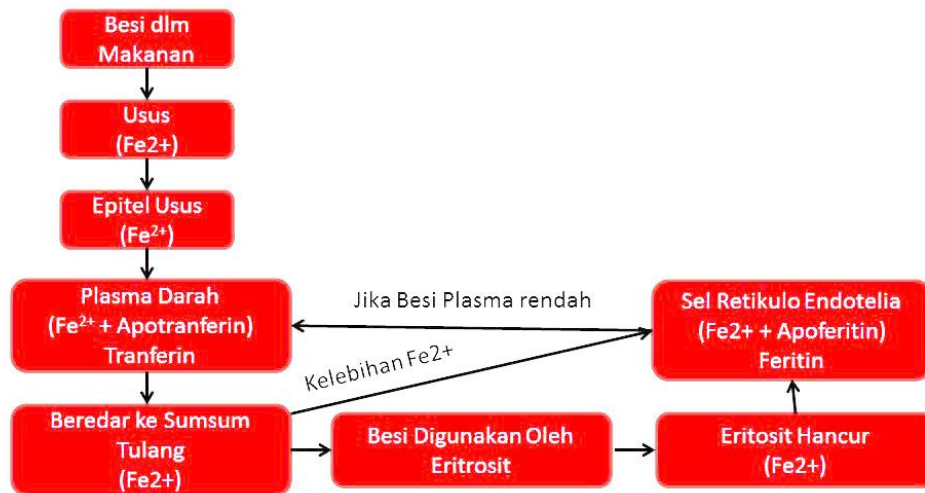 Besi dlm
Makanan
Usus
(Fe2+)
Epitel Usus
(Fe²⁺)
Plasma Darah
(Fe²⁺ + Apotranferin)
Tranferin
Jika Besi Plasma rendah
Kelebihan Fe2+
Sel Retikulo Endotelia
(Fe2+ + Apoferitin)
Feritin
Beredar ke Sumsum
Tulang
(Fe2+)
Besi Digunakan Oleh
Eritrosit
Eritosit Hancur
(Fe2+)